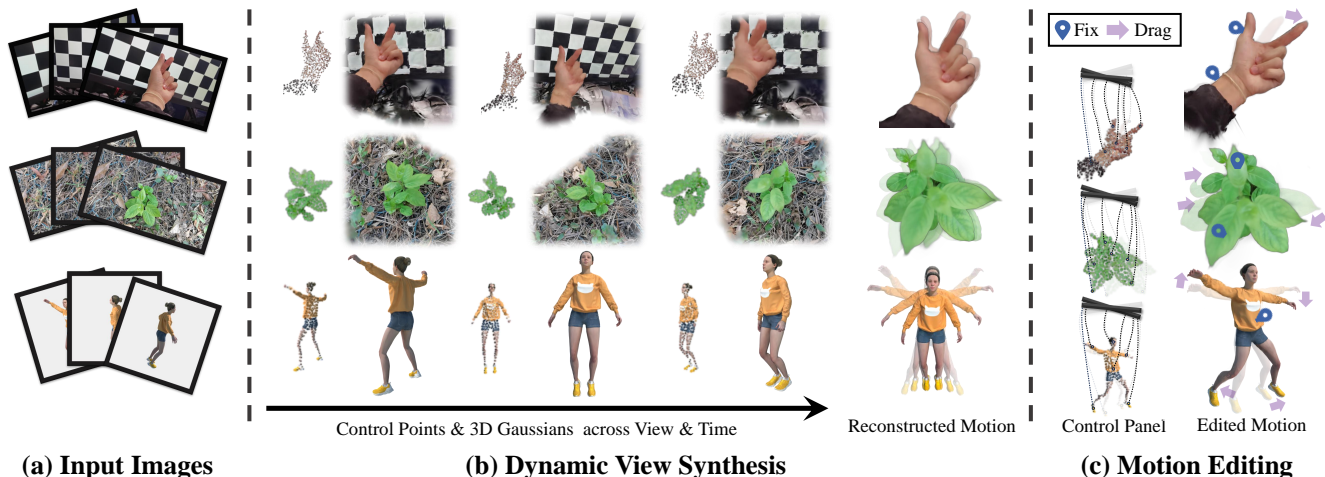 Fix Drag
Control Points & 3D Gaussians across View & Time
Reconstructed Motion
Control Panel
Edited Motion
(a) Input Images
(b) Dynamic View Synthesis
(c) Motion Editing